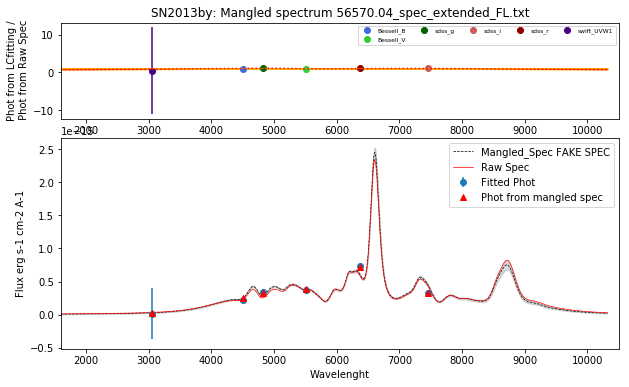 SN2013by: Mangled spectrum 56570.04_spec_extended_FL.txt
Phot from LCfitting /
Phot from Raw Spec
10
0
−10
Bessell_B
Bessell_V
sdss_g
sdss_i
sdss_r
swift_UVW1
2000 3000 4000 5000 6000 7000 8000 9000 10000
1e−15
Flux erg s-1 cm-2 A-1
2.5
2.0
1.5
1.0
0.5
0.0
−0.5
Mangled_Spec FAKE SPEC
Raw Spec
Fitted Phot
Phot from mangled spec
2000 3000 4000 5000 6000 7000 8000 9000 10000
Wavelenght